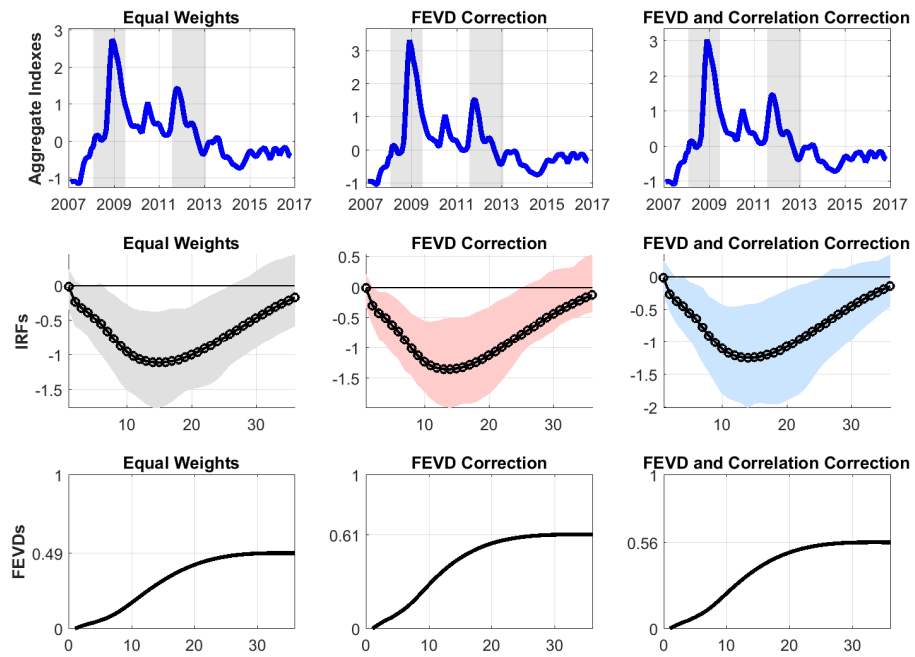 Equal Weights
FEVD Correction
FEVD and Correlation Correction
Aggregate Indexes
3
2
1
0
-1
2007 2009 2011 2013 2015 2017
3
2
1
0
-1
2007 2009 2011 2013 2015 2017
3
2
1
0
-1
2007 2009 2011 2013 2015 2017
Equal Weights
FEVD Correction
FEVD and Correlation Correction
IRFs
0
-0.5
-1
-1.5
10 20 30
0.5
0
-0.5
-1
-1.5
10 20 30
0
-0.5
-1
-1.5
-2
10 20 30
Equal Weights
FEVD Correction
FEVD and Correlation Correction
FEVDs
1
0.49
0
0 10 20 30
1
0.61
0
0 10 20 30
1
0.56
0
0 10 20 30